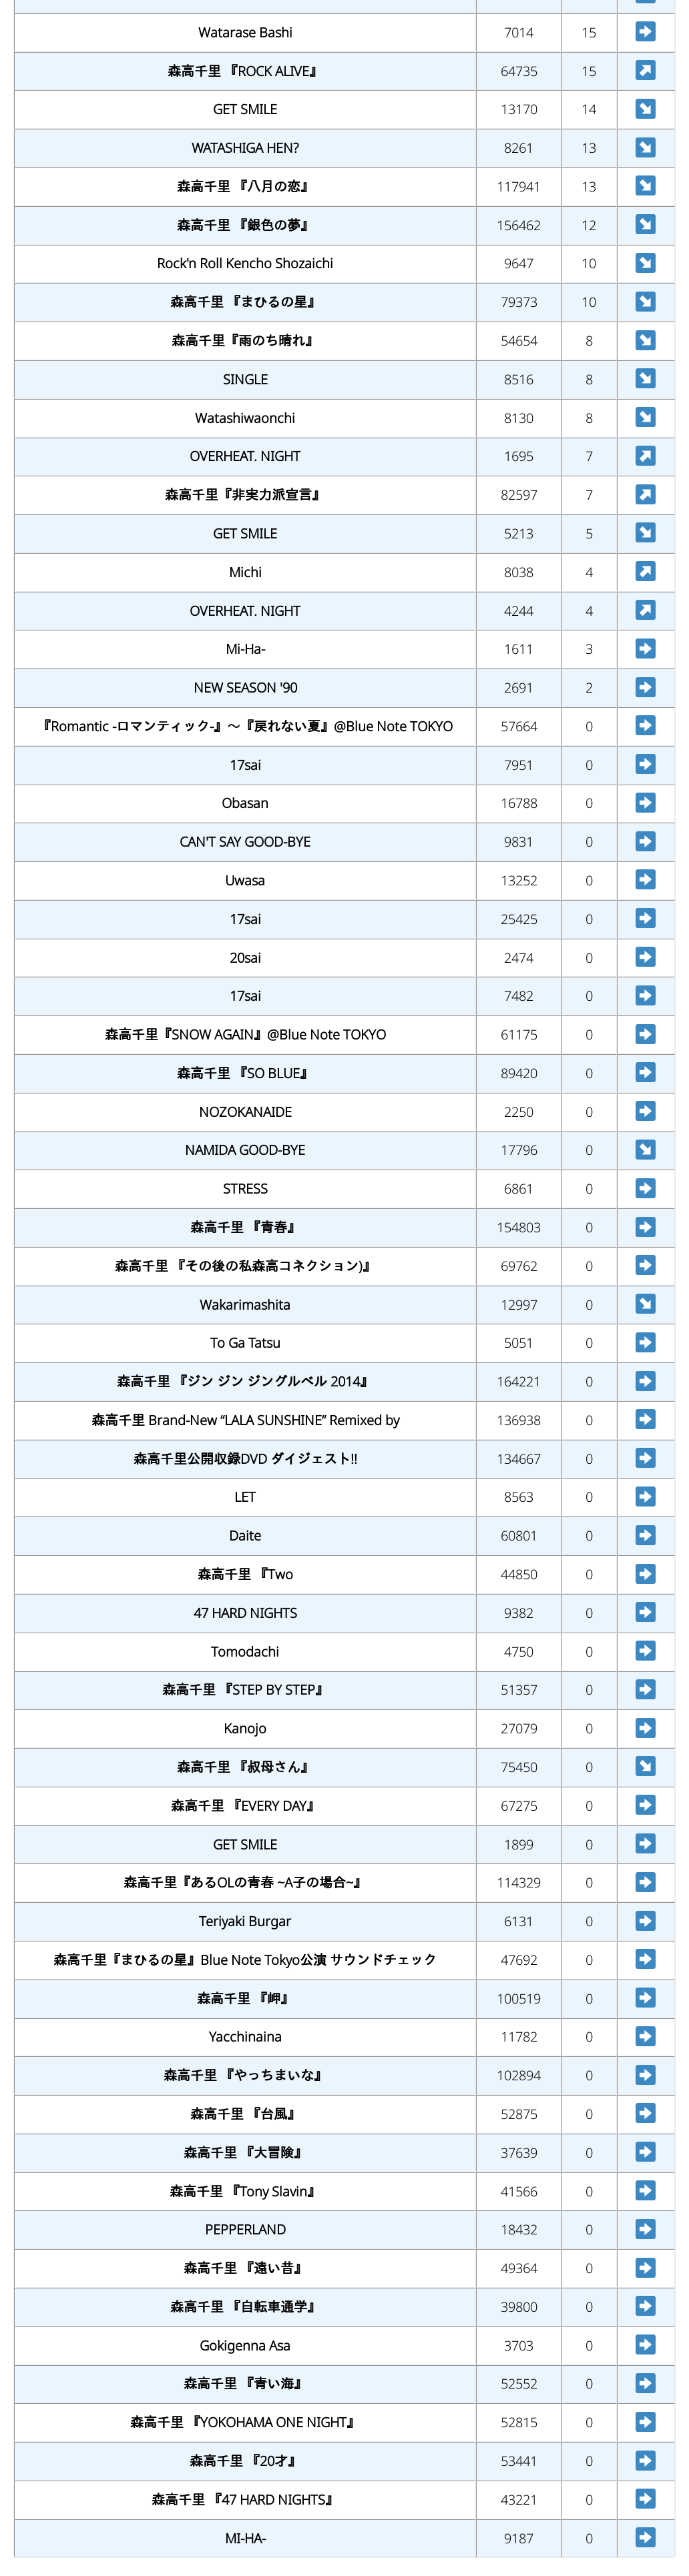 Watarase Bashi 7014 15 ➡
森高千里 『ROCK ALIVE』 64735 15 ↗
GET SMILE 13170 14 ↘
WATASHIGA HEN? 8261 13 ↘
森高千里 『八月の恋』 117941 13 ↘
森高千里 『銀色の夢』 156462 12 ↘
Rock'n Roll Kencho Shozaichi 9647 10 ↘
森高千里 『まひるの星』 79373 10 ↘
森高千里『雨のち晴れ』 54654 8 ↘
SINGLE 8516 8 ↘
Watashiwaonchi 8130 8 ↘
OVERHEAT. NIGHT 1695 7 ↗
森高千里『非実力派宣言』 82597 7 ↗
GET SMILE 5213 5 ↘
Michi 8038 4 ↗
OVERHEAT. NIGHT 4244 4 ↗
Mi-Ha- 1611 3 ➡
NEW SEASON '90 2691 2 ➡
『Romantic -ロマンティック-』～『戻れない夏』@Blue Note TOKYO 57664 0 ➡
17sai 7951 0 ➡
Obasan 16788 0 ➡
CAN'T SAY GOOD-BYE 9831 0 ➡
Uwasa 13252 0 ➡
17sai 25425 0 ➡
20sai 2474 0 ➡
17sai 7482 0 ➡
森高千里『SNOW AGAIN』@Blue Note TOKYO 61175 0 ➡
森高千里 『SO BLUE』 89420 0 ➡
NOZOKANAIDE 2250 0 ➡
NAMIDA GOOD-BYE 17796 0 ↘
STRESS 6861 0 ➡
森高千里 『青春』 154803 0 ➡
森高千里 『その後の私森高コネクション)』 69762 0 ➡
Wakarimashita 12997 0 ↘
To Ga Tatsu 5051 0 ➡
森高千里 『ジン ジン ジングルベル 2014』 164221 0 ➡
森高千里 Brand-New “LALA SUNSHINE” Remixed by 136938 0 ➡
森高千里公開収録DVD ダイジェスト!! 134667 0 ➡
LET 8563 0 ➡
Daite 60801 0 ➡
森高千里 『Two 44850 0 ➡
47 HARD NIGHTS 9382 0 ➡
Tomodachi 4750 0 ➡
森高千里 『STEP BY STEP』 51357 0 ➡
Kanojo 27079 0 ➡
森高千里 『叔母さん』 75450 0 ↘
森高千里 『EVERY DAY』 67275 0 ➡
GET SMILE 1899 0 ➡
森高千里『あるOLの青春 ~A子の場合~』 114329 0 ➡
Teriyaki Burgar 6131 0 ➡
森高千里『まひるの星』Blue Note Tokyo公演 サウンドチェック 47692 0 ➡
森高千里 『岬』 100519 0 ➡
Yacchinaina 11782 0 ➡
森高千里 『やっちまいな』 102894 0 ➡
森高千里 『台風』 52875 0 ➡
森高千里 『大冒険』 37639 0 ➡
森高千里 『Tony Slavin』 41566 0 ➡
PEPPERLAND 18432 0 ➡
森高千里 『遠い昔』 49364 0 ➡
森高千里 『自転車通学』 39800 0 ➡
Gokigenna Asa 3703 0 ➡
森高千里 『青い海』 52552 0 ➡
森高千里 『YOKOHAMA ONE NIGHT』 52815 0 ➡
森高千里 『20才』 53441 0 ➡
森高千里 『47 HARD NIGHTS』 43221 0 ➡
MI-HA- 9187 0 ➡